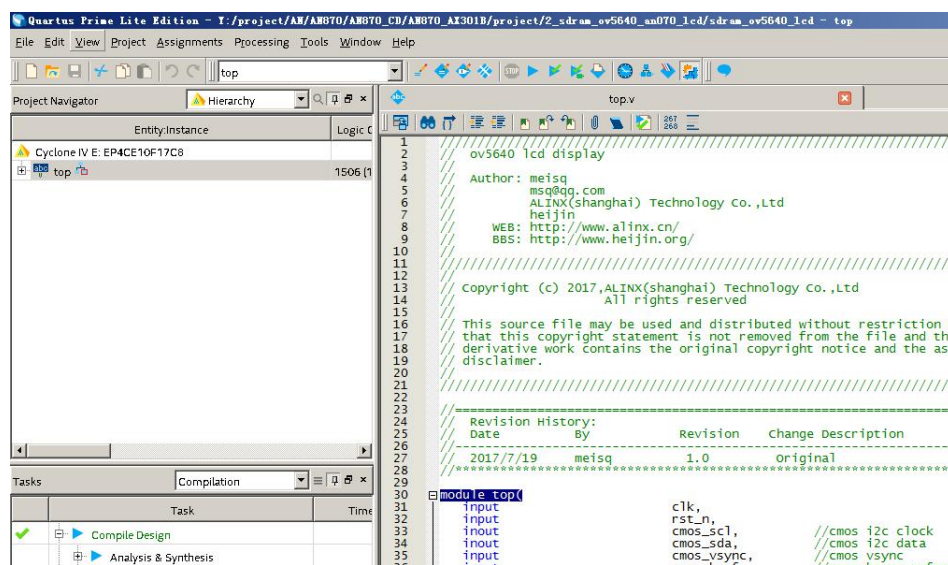 Quartus Prime Lite Edition - Y:/project/AN/AN870/AN870_CD/AN870_AX301B/project/2_sdram_ov5640_an070_lcd/sdram_ov5640_lcd - top
File Edit View Project Assignments Processing Tools Window Help
top
Project Navigator Hierarchy
Entity:Instance Logic C
Cyclone IV E: EP4CE10F17C8
top 1506 (1
Tasks Compilation
Task Time
Compile Design
Analysis & Synthesis
top.v
267
268
1 ////////////////////////////////////////////////////////////////////
2 // ov5640 lcd display
3 //
4 // Author: meisq
5 // msq@qq.com
6 // ALINX(shanghai) Technology Co.,Ltd
7 // heijin
8 // WEB: http://www.alinx.cn/
9 // BBS: http://www.heijin.org/
10 //
11 ////////////////////////////////////////////////////////////////////
12 //
13 // Copyright (c) 2017,ALINX(shanghai) Technology Co.,Ltd
14 // All rights reserved
15 //
16 // This source file may be used and distributed without restriction
17 // that this copyright statement is not removed from the file and th
18 // derivative work contains the original copyright notice and the as
19 // disclaimer.
20 //
21 ////////////////////////////////////////////////////////////////////
22
23 //==================================================================
24 // Revision History:
25 // Date By Revision Change Description
26 //------------------------------------------------------------------
27 // 2017/7/19 meisq 1.0 Original
28 //******************************************************************
29
30 module top(
31 input clk,
32 input rst_n,
33 inout cmos_scl, //cmos i2c clock
34 inout cmos_sda, //cmos i2c data
35 input cmos_vsync, //cmos vsync